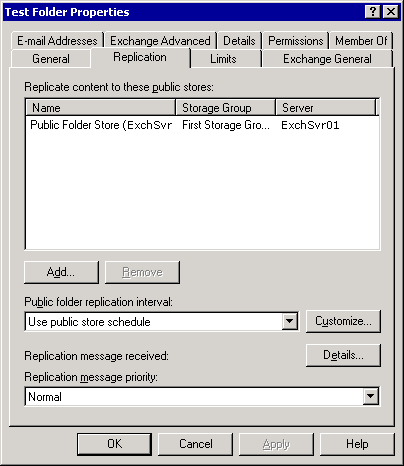 Test Folder Properties
E-mail Addresses Exchange Advanced Details Permissions Member Of
General Replication Limits Exchange General
Replicate content to these public stores:
Name Storage Group Server
Public Folder Store (ExchSvr First Storage Gro... ExchSvr01
Add... Remove
Public folder replication interval:
Use public store schedule Customize...
Replication message received: Details...
Replication message priority:
Normal
OK Cancel Apply Help